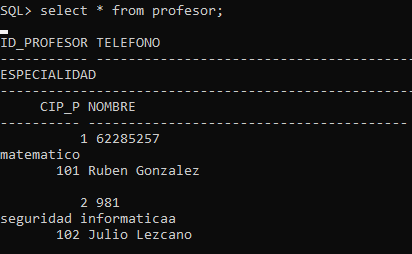 SQL> select * from profesor;
ID_PROFESOR TELEFONO
----------- ----------------------------------------
ESPECIALIDAD
----------------------------------------------------
CIP_P NOMBRE
---------- -----------------------------------------
1 62285257
matematico
101 Ruben Gonzalez
2 981
seguridad informaticaa
102 Julio Lezcano